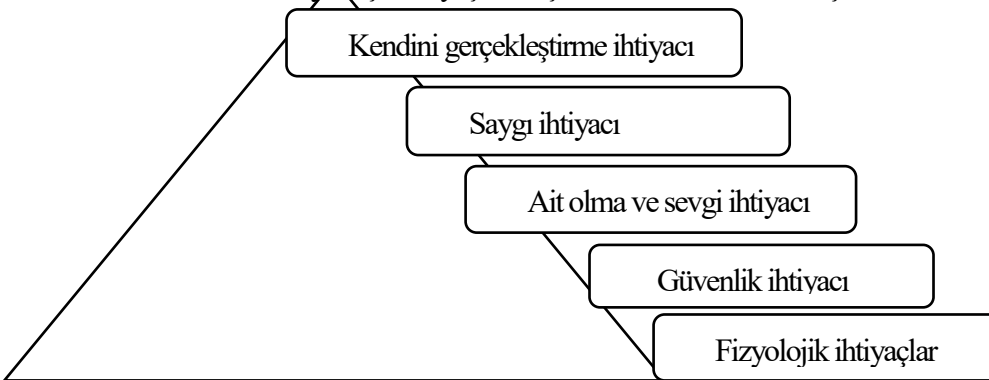 Kendini gerçekleştirme ihtiyacı
Saygı ihtiyacı
Ait olma ve sevgi ihtiyacı
Güvenlik ihtiyacı
Fizyolojik ihtiyaçlar